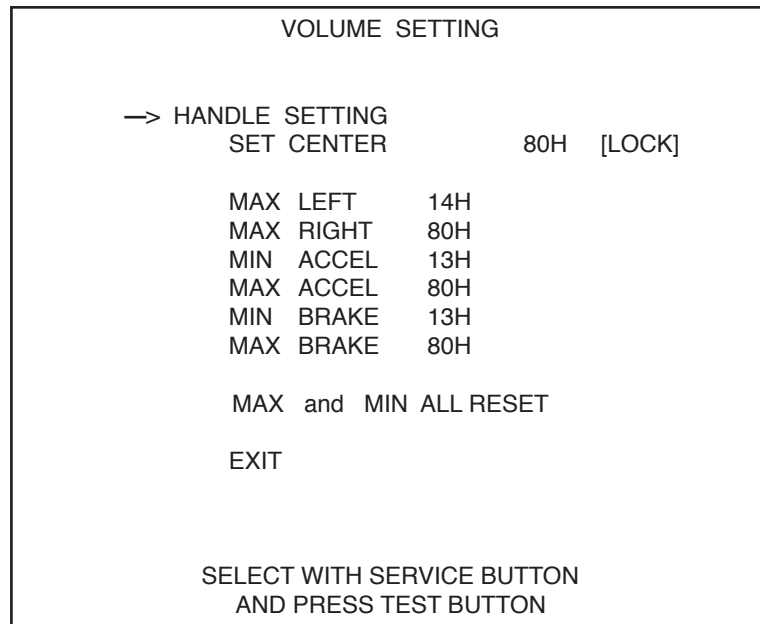 VOLUME SETTING
—> HANDLE SETTING
SET CENTER 80H [LOCK]
MAX LEFT 14H
MAX RIGHT 80H
MIN ACCEL 13H
MAX ACCEL 80H
MIN BRAKE 13H
MAX BRAKE 80H
MAX and MIN ALL RESET
EXIT
SELECT WITH SERVICE BUTTON
AND PRESS TEST BUTTON